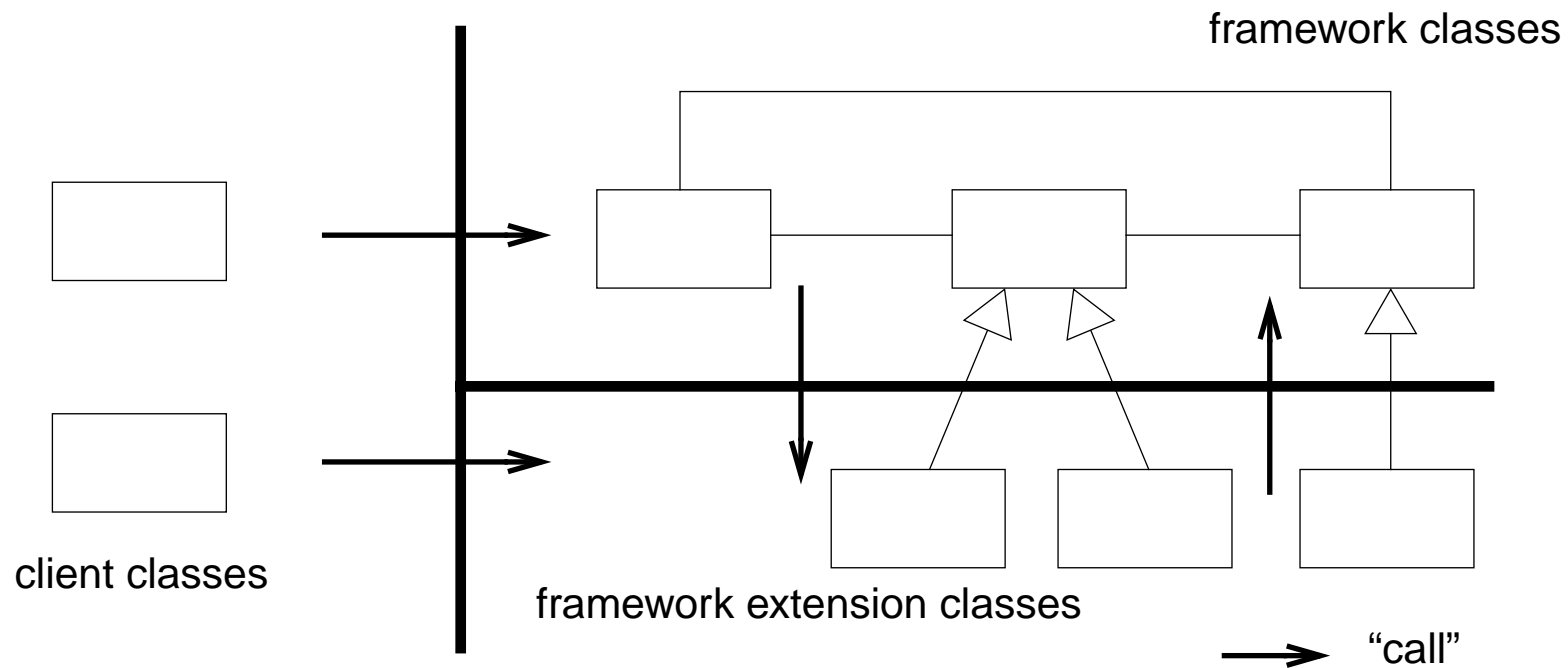 framework classes
client classes
framework extension classes
“call”